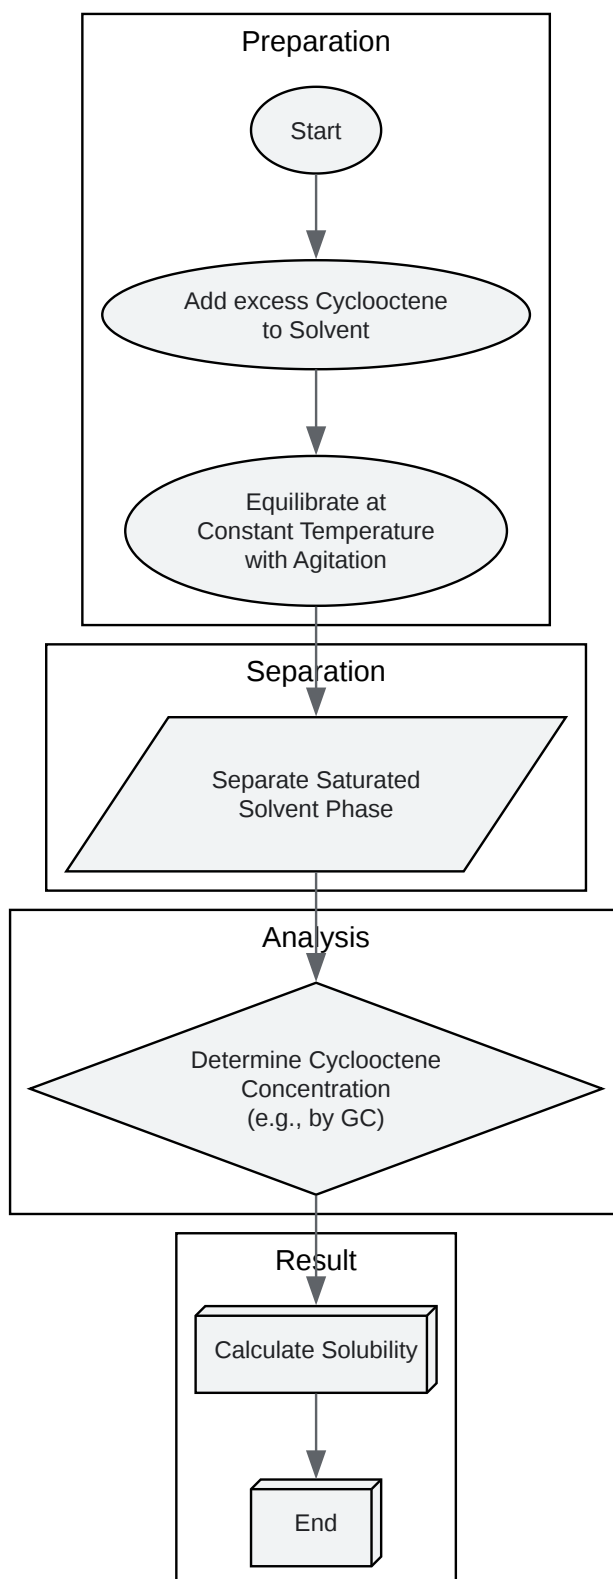 Preparation
Start
Add excess Cyclooctene
to Solvent
Equilibrate at
Constant Temperature
with Agitation
Separation
Separate Saturated
Solvent Phase
Analysis
Determine Cyclooctene
Concentration
(e.g., by GC)
Result
Calculate Solubility
End